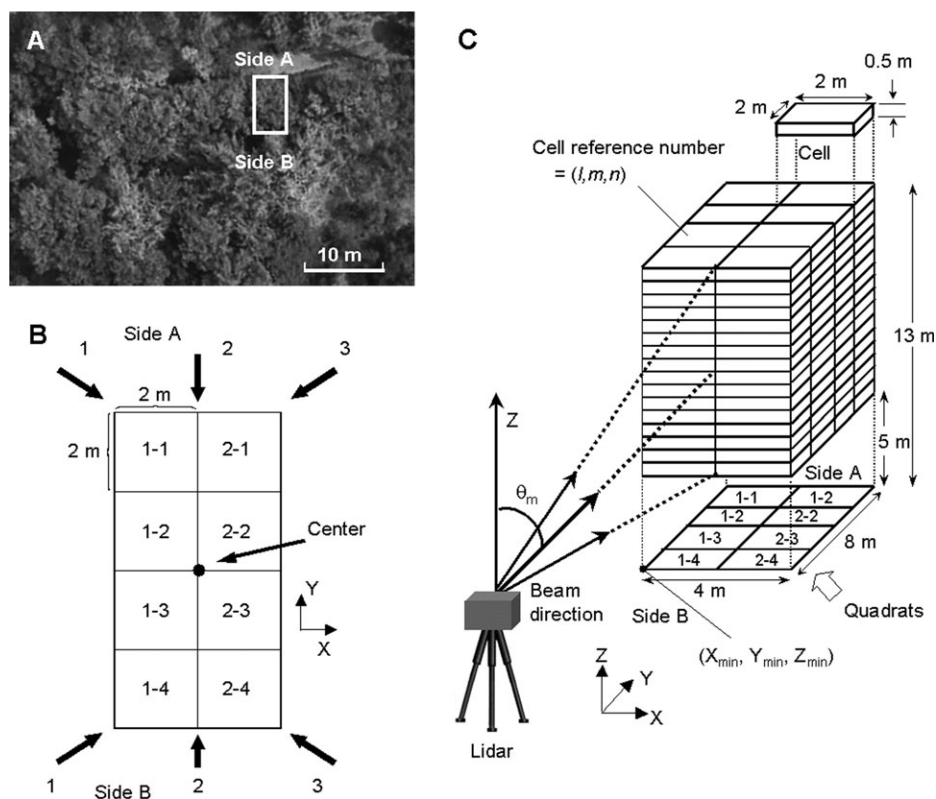 A
Side A
Side B
10 m
B
Side A
1
2
3
2 m
2 m
1-1
2-1
1-2
2-2
Center
1-3
2-3
Y
X
1-4
2-4
1
2
3
Side B
C
0.5 m
2 m
2 m
Cell
Cell reference number
= (l,m,n)
13 m
Z
5 m
θm
Side A
1-1
1-2
1-2
2-2
1-3
2-3
1-4
2-4
8 m
4 m
Beam
direction
Side B
Quadrats
(Xmin, Ymin, Zmin)
Z
Y
X
Lidar